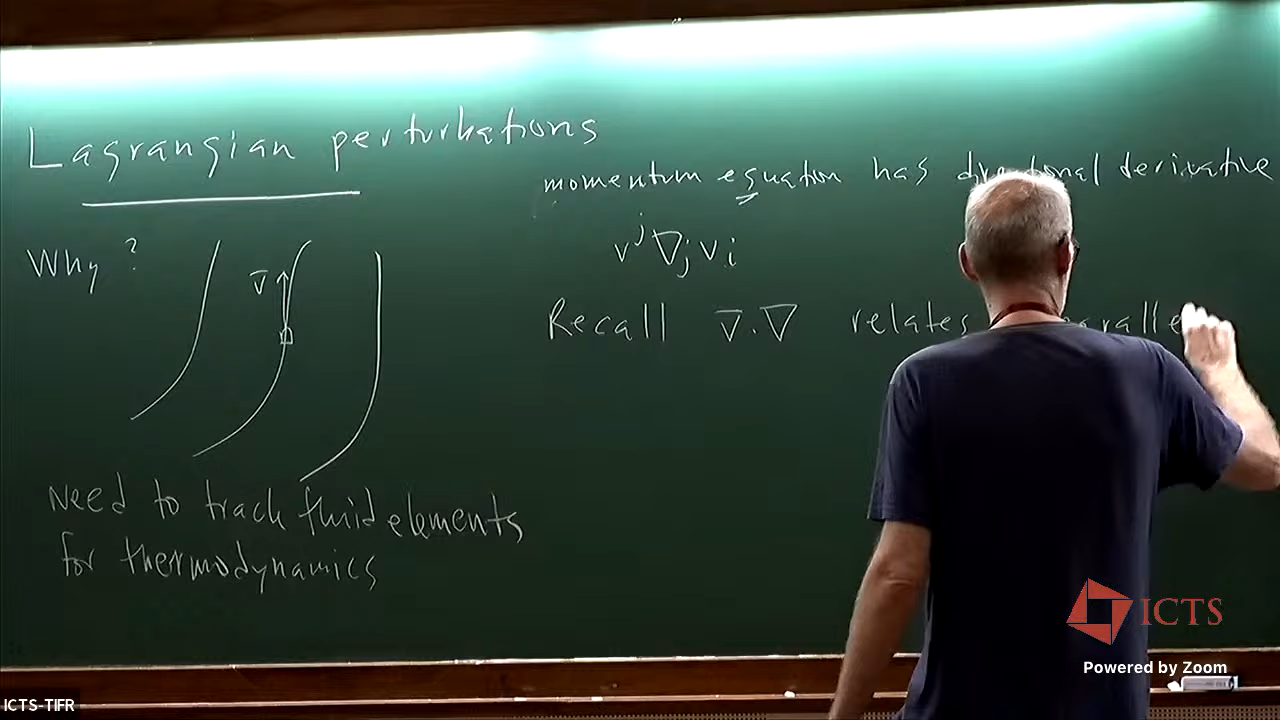 Lagrangian perturbations
Why?
v̄
Need to track fluid elements
for thermodynamics
momentum equation has directional derivative
v^j ∇_j v_i
Recall v̄.∇ relates paralle
ICTS
Powered by Zoom
ICTS-TIFR